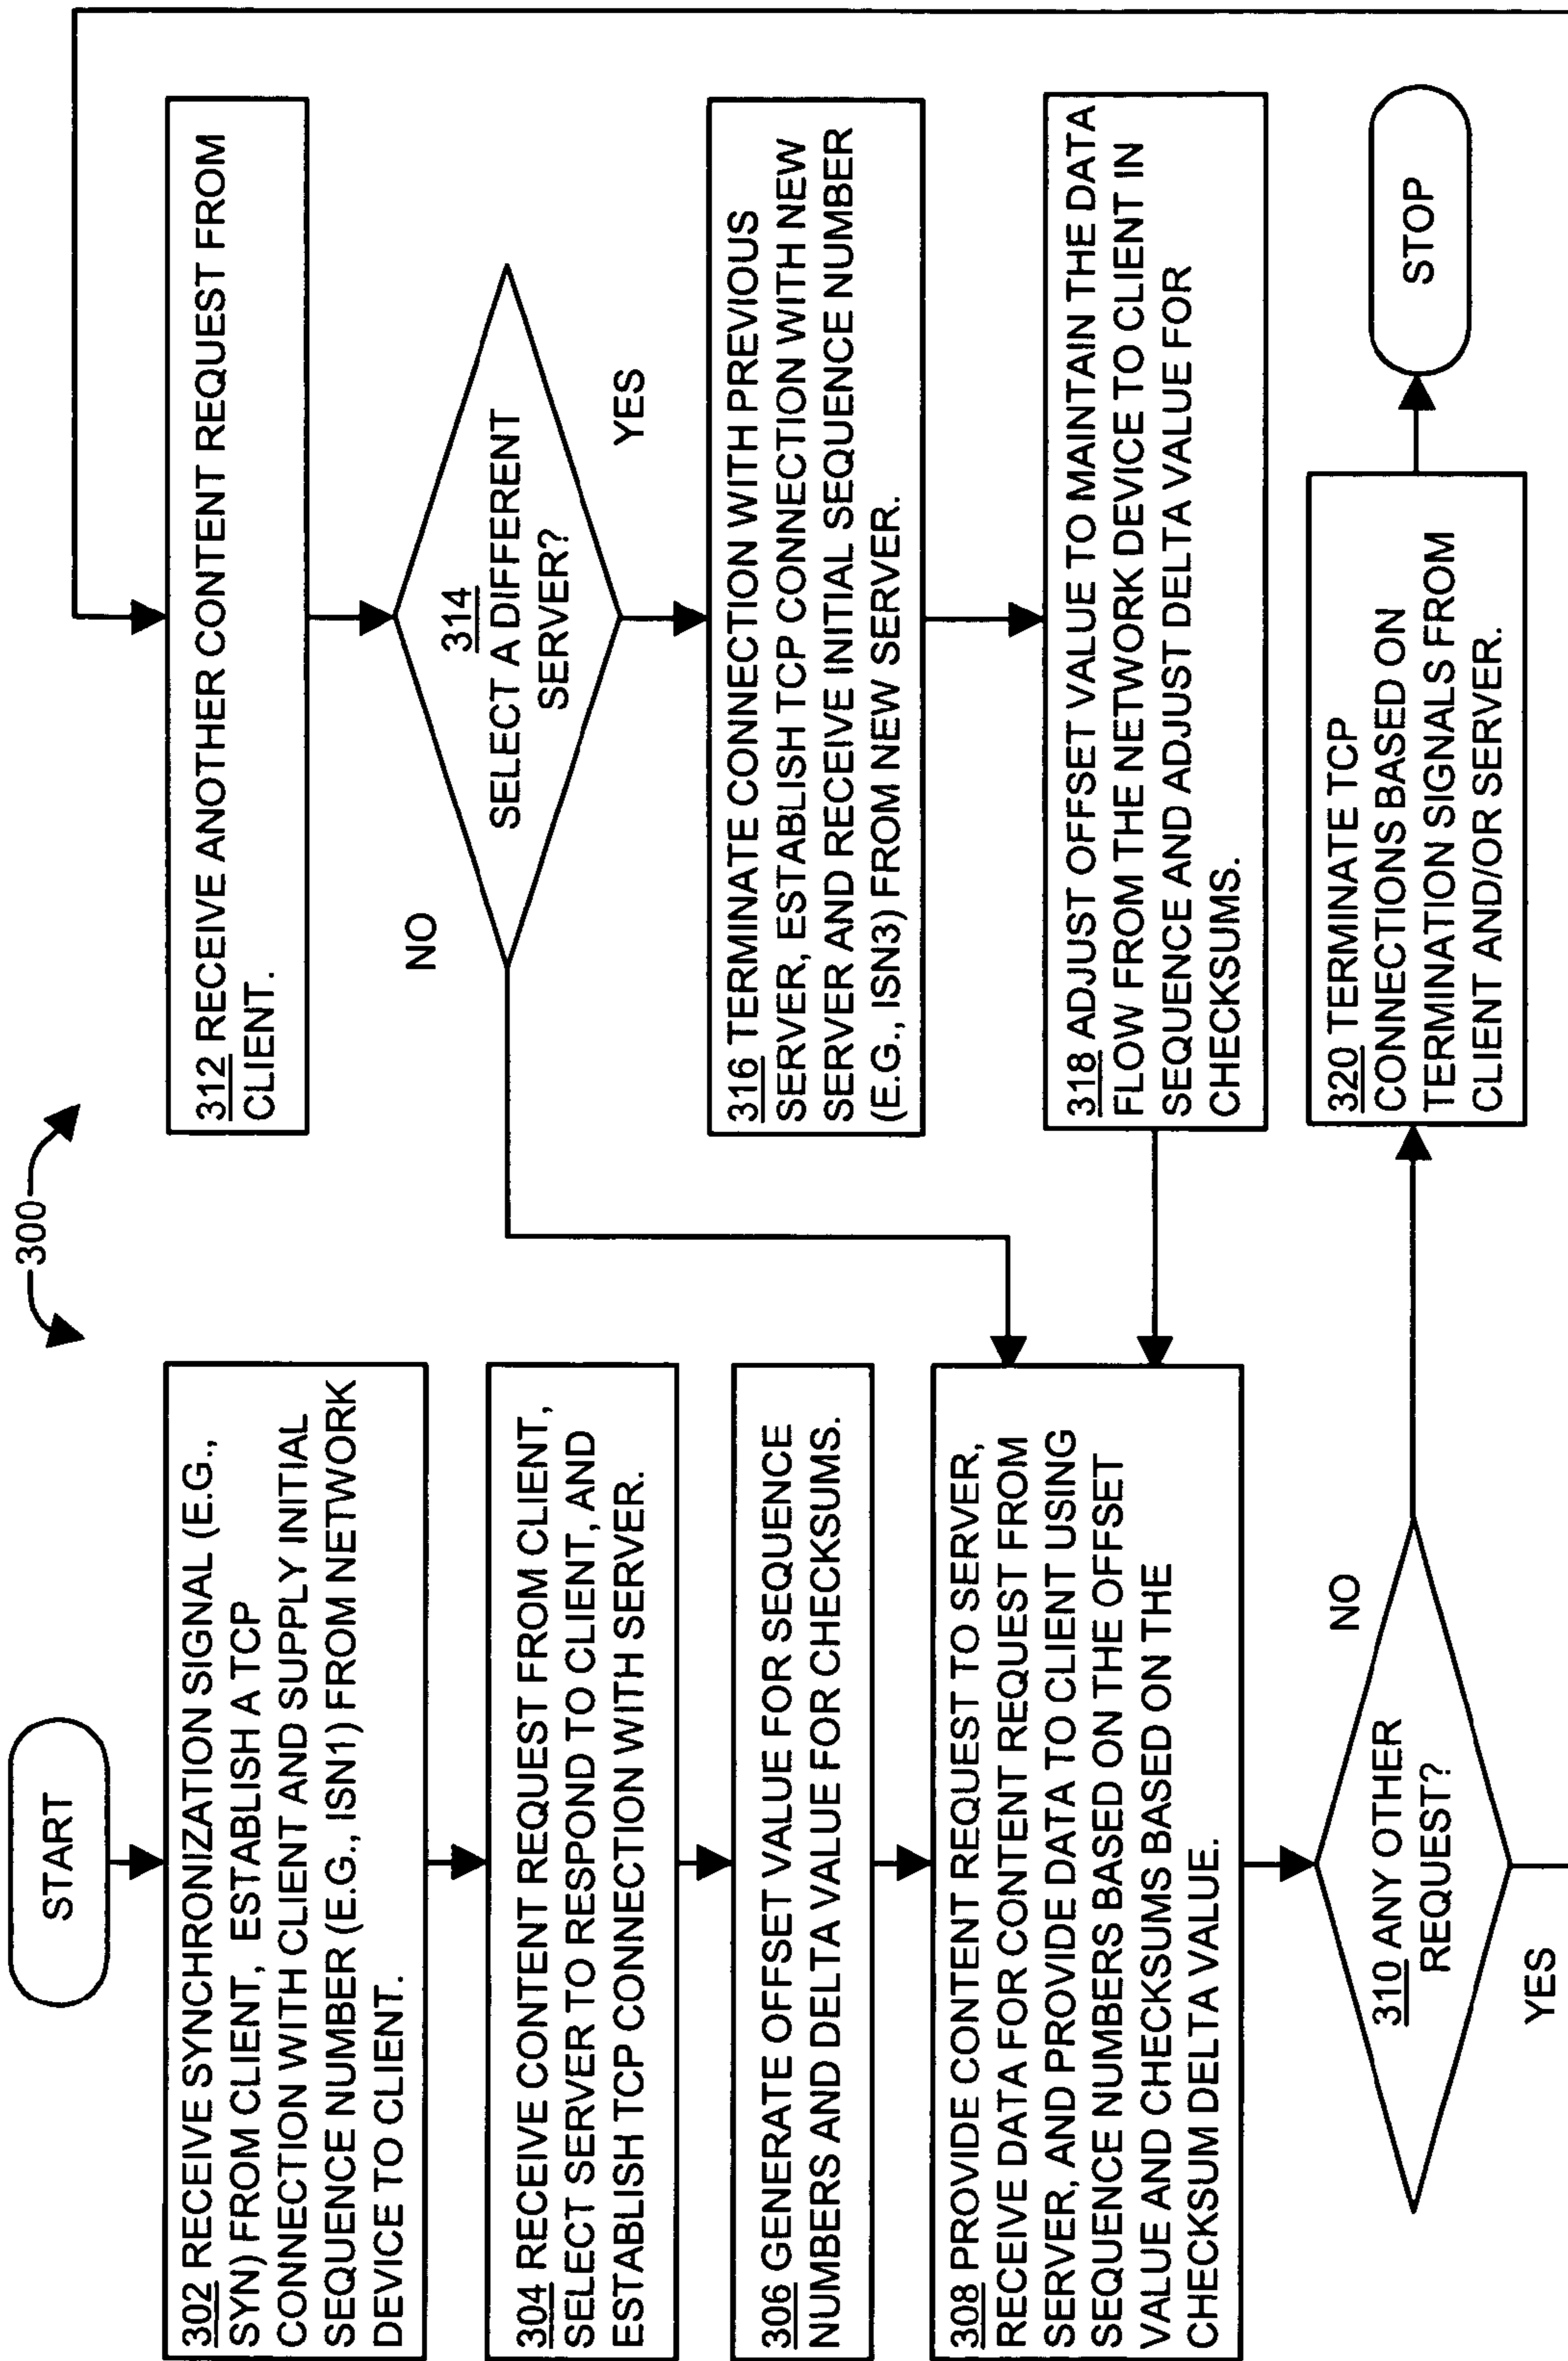 300
START
302 RECEIVE SYNCHRONIZATION SIGNAL (E.G.,
SYN) FROM CLIENT, ESTABLISH A TCP
CONNECTION WITH CLIENT AND SUPPLY INITIAL
SEQUENCE NUMBER (E.G., ISN1) FROM NETWORK
DEVICE TO CLIENT.
304 RECEIVE CONTENT REQUEST FROM CLIENT,
SELECT SERVER TO RESPOND TO CLIENT, AND
ESTABLISH TCP CONNECTION WITH SERVER.
306 GENERATE OFFSET VALUE FOR SEQUENCE
NUMBERS AND DELTA VALUE FOR CHECKSUMS.
308 PROVIDE CONTENT REQUEST TO SERVER,
RECEIVE DATA FOR CONTENT REQUEST FROM
SERVER, AND PROVIDE DATA TO CLIENT USING
SEQUENCE NUMBERS BASED ON THE OFFSET
VALUE AND CHECKSUMS BASED ON THE
CHECKSUM DELTA VALUE.
310 ANY OTHER
REQUEST?
NO
YES
312 RECEIVE ANOTHER CONTENT REQUEST FROM
CLIENT.
314
SELECT A DIFFERENT
SERVER?
NO
YES
316 TERMINATE CONNECTION WITH PREVIOUS
SERVER, ESTABLISH TCP CONNECTION WITH NEW
SERVER AND RECEIVE INITIAL SEQUENCE NUMBER
(E.G., ISN3) FROM NEW SERVER.
318 ADJUST OFFSET VALUE TO MAINTAIN THE DATA
FLOW FROM THE NETWORK DEVICE TO CLIENT IN
SEQUENCE AND ADJUST DELTA VALUE FOR
CHECKSUMS.
320 TERMINATE TCP
CONNECTIONS BASED ON
TERMINATION SIGNALS FROM
CLIENT AND/OR SERVER.
STOP